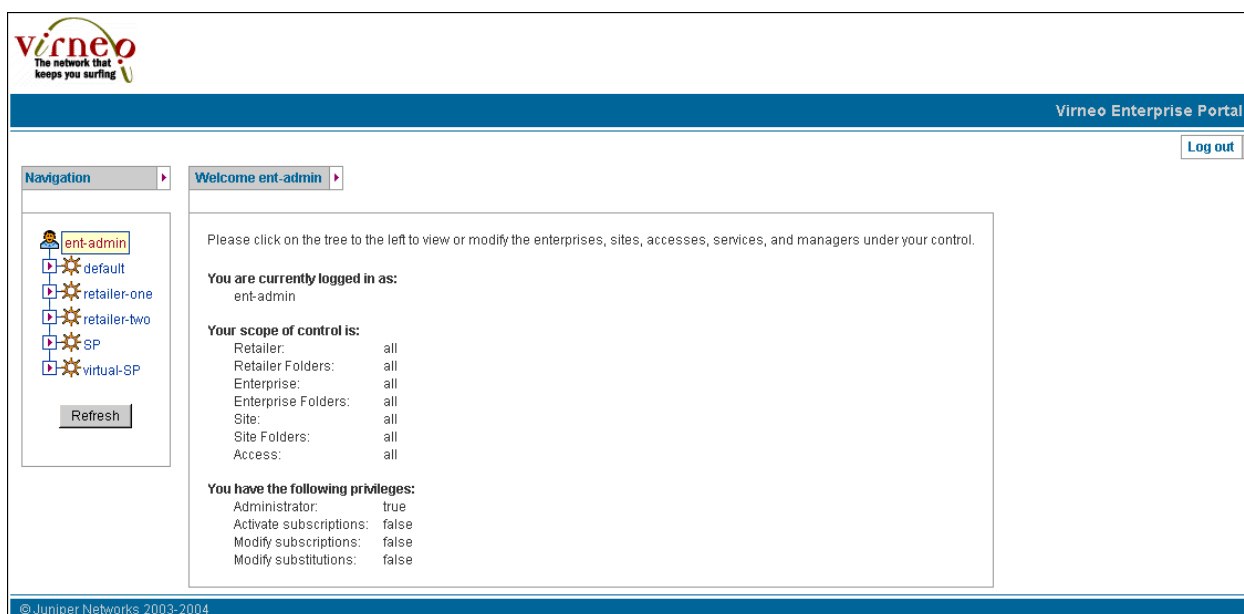 Virneo
The network that
keeps you surfing
Virneo Enterprise Portal
Log out
Navigation
Welcome ent-admin
ent-admin
default
retailer-one
retailer-two
SP
virtual-SP
Refresh
Please click on the tree to the left to view or modify the enterprises, sites, accesses, services, and managers under your control.
You are currently logged in as:
ent-admin
Your scope of control is:
Retailer: all
Retailer Folders: all
Enterprise: all
Enterprise Folders: all
Site: all
Site Folders: all
Access: all
You have the following privileges:
Administrator: true
Activate subscriptions: false
Modify subscriptions: false
Modify substitutions: false
© Juniper Networks 2003-2004